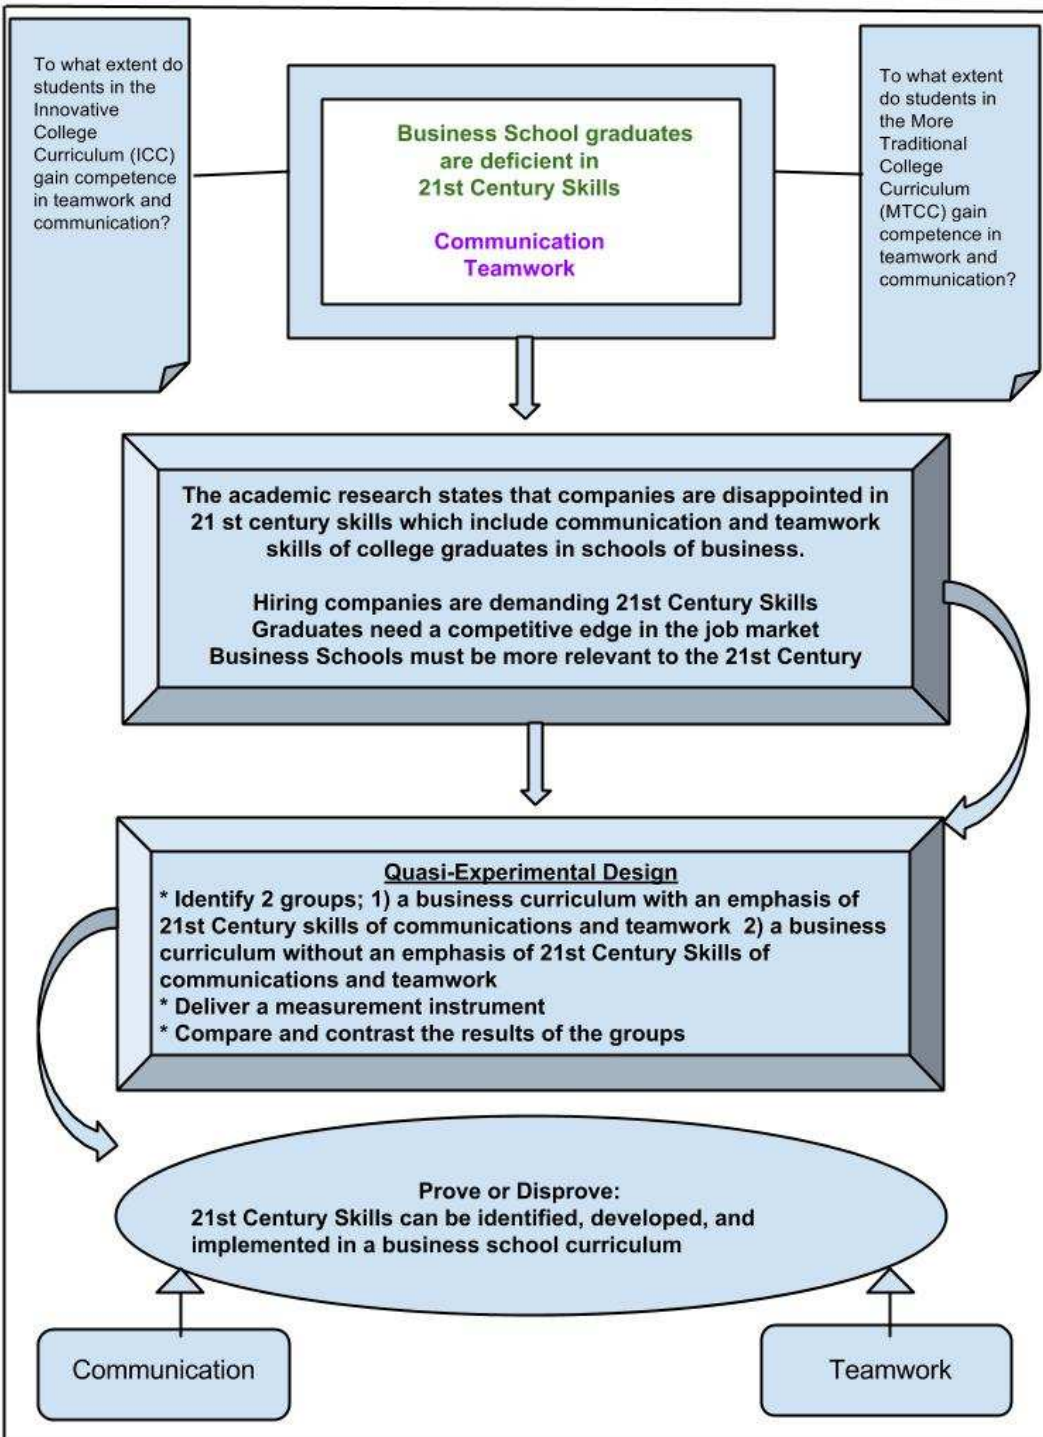 To what extent do
students in the
Innovative
College
Curriculum (ICC)
gain competence
in teamwork and
communication?
Business School graduates
are deficient in
21st Century Skills
Communication
Teamwork
To what extent
do students in
the More
Traditional
College
Curriculum
(MTCC) gain
competence in
teamwork and
communication?
The academic research states that companies are disappointed in
21 st century skills which include communication and teamwork
skills of college graduates in schools of business.
Hiring companies are demanding 21st Century Skills
Graduates need a competitive edge in the job market
Business Schools must be more relevant to the 21st Century
Quasi-Experimental Design
* Identify 2 groups; 1) a business curriculum with an emphasis of
21st Century skills of communications and teamwork 2) a business
curriculum without an emphasis of 21st Century Skills of
communications and teamwork
* Deliver a measurement instrument
* Compare and contrast the results of the groups
Prove or Disprove:
21st Century Skills can be identified, developed, and
implemented in a business school curriculum
Communication
Teamwork